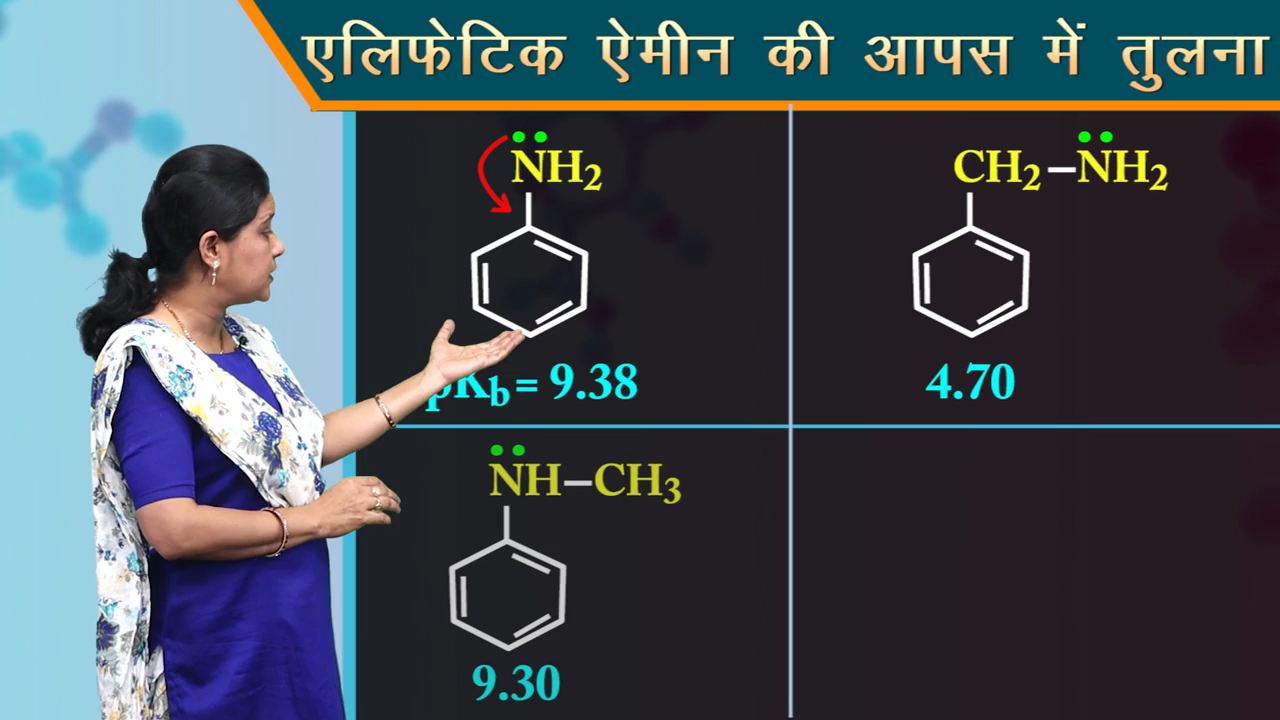 एलिफेटिक ऐमीन की आपस में तुलना
NH₂
CH₂–NH₂
pKb = 9.38
4.70
NH–CH₃
9.30